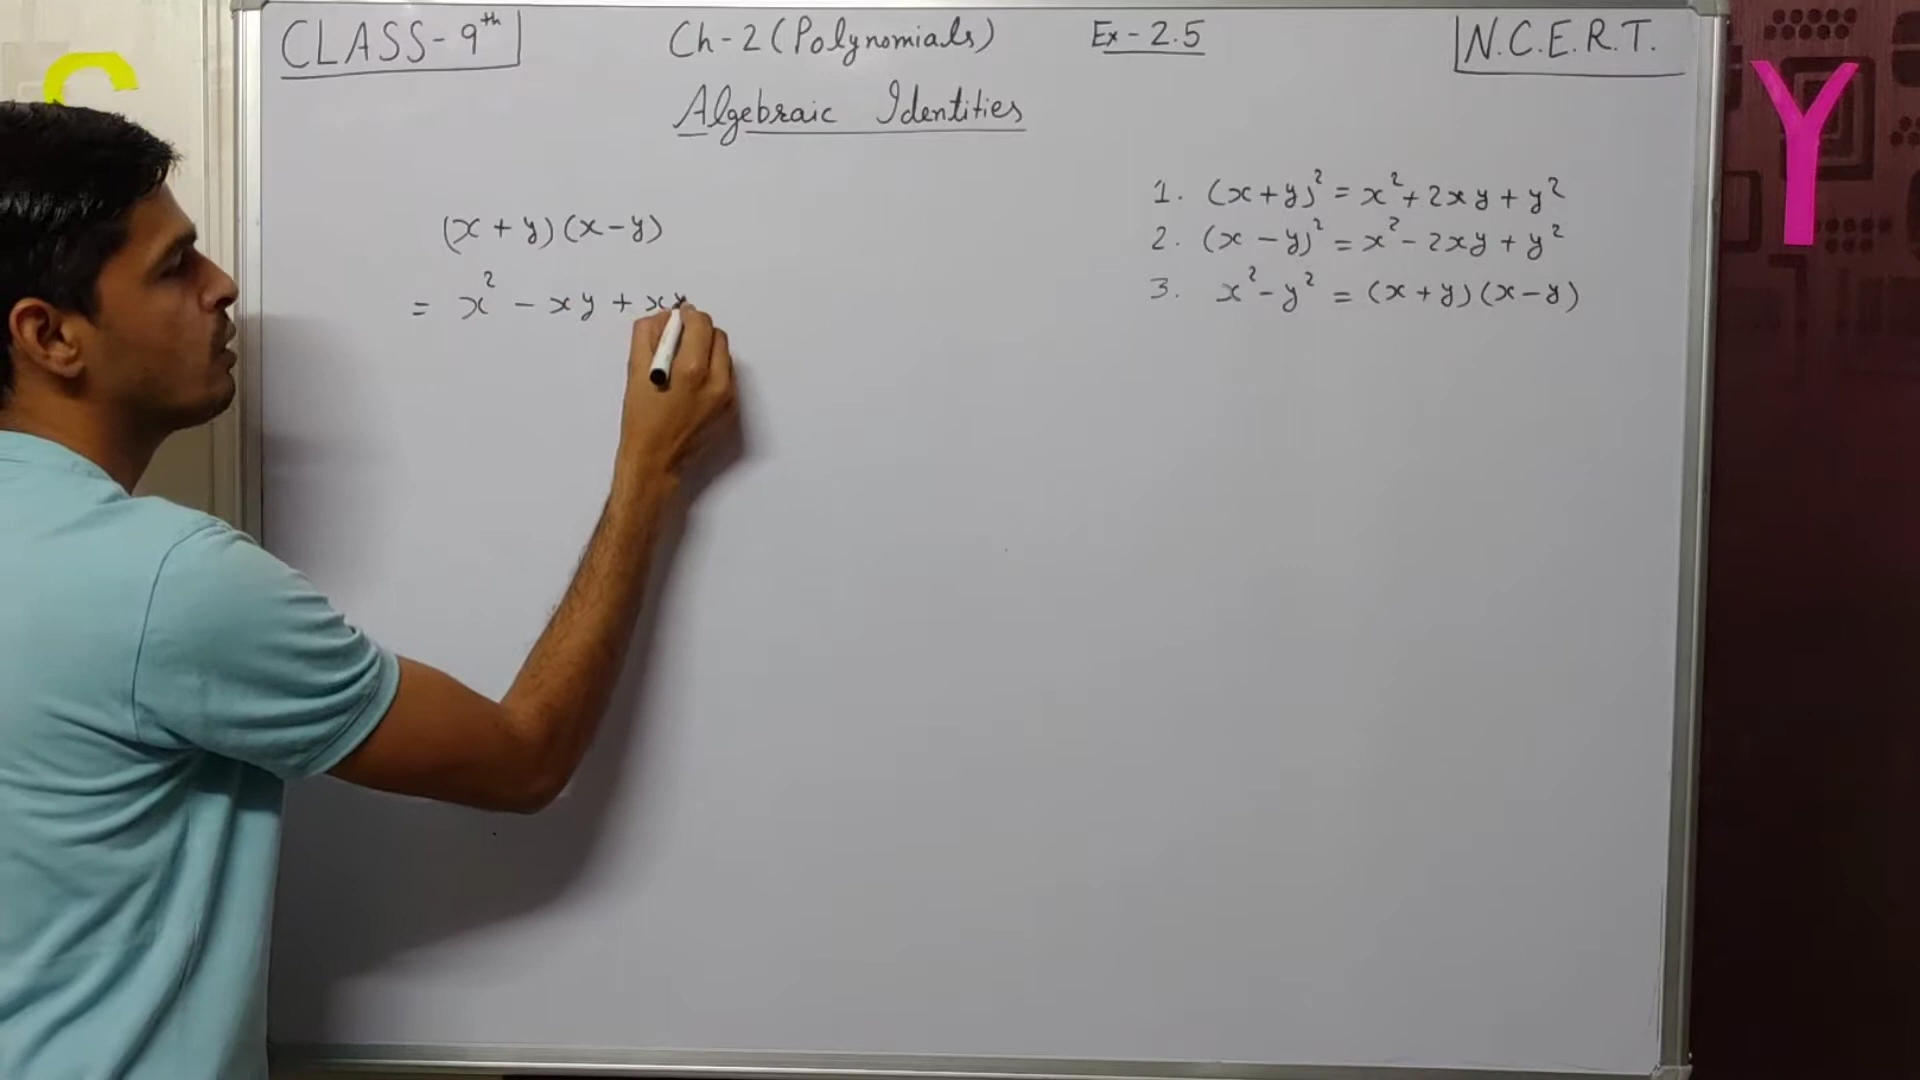 CLASS-9th
Ch-2 (Polynomials)
Ex-2.5
N.C.E.R.T.
Algebraic Identities
(x+y)(x-y)
= x² - xy + xy
1. (x+y)² = x² + 2xy + y²
2. (x-y)² = x² - 2xy + y²
3. x² - y² = (x+y)(x-y)
Y